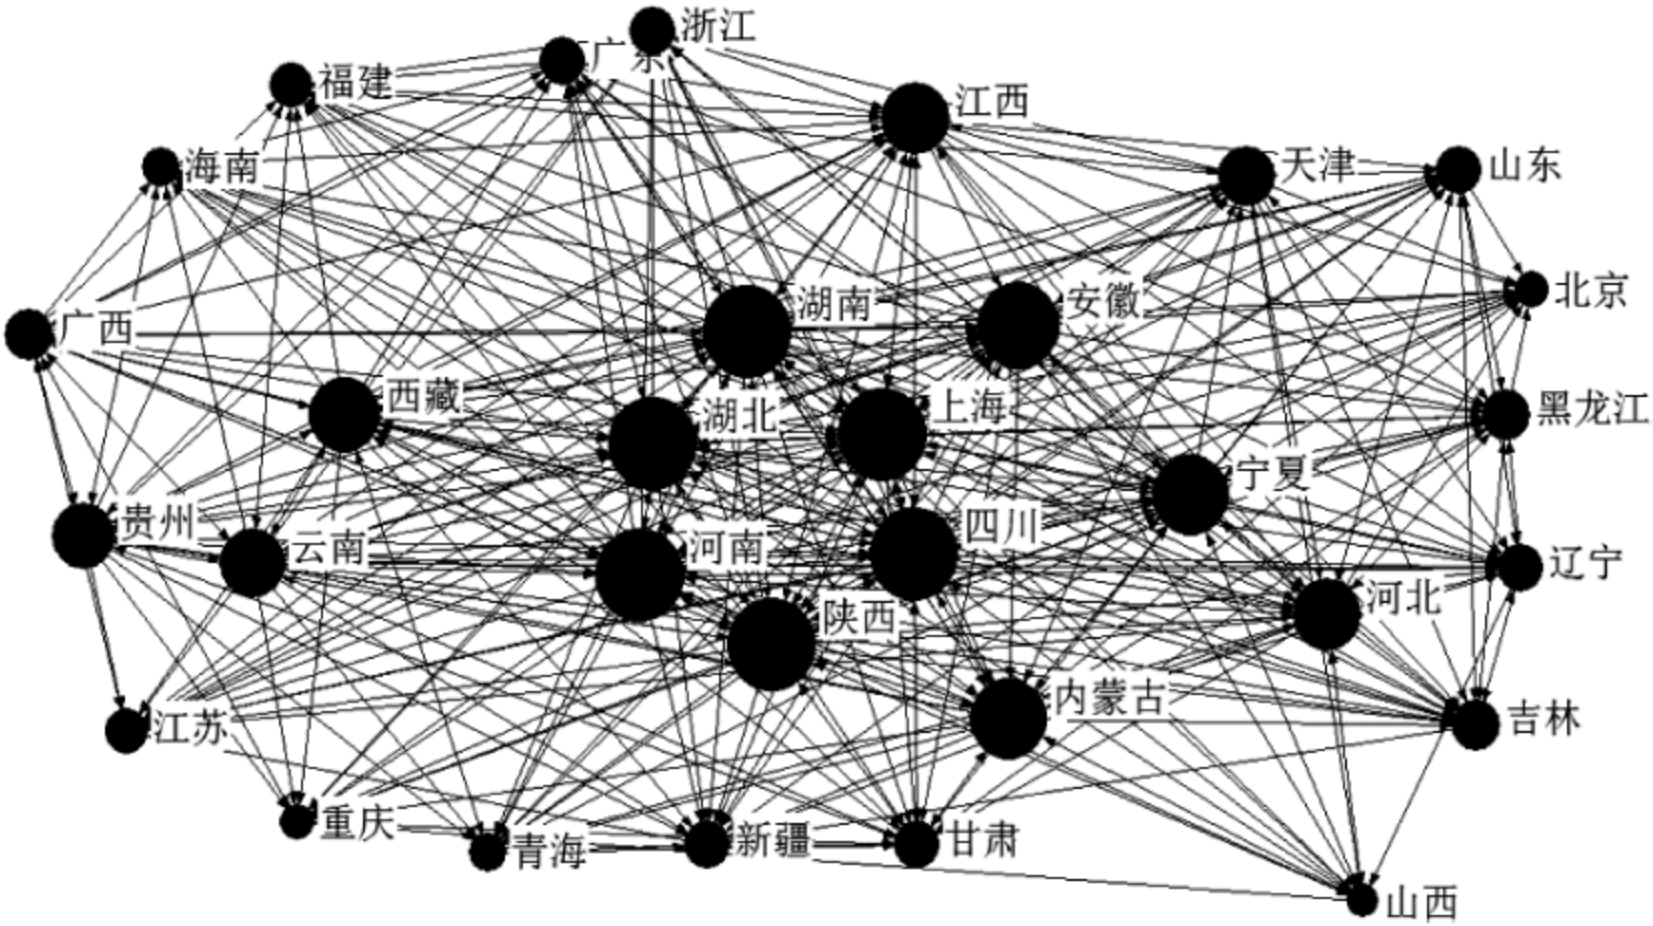 浙江
广东
福建
江西
海南
天津
山东
北京
湖南
安徽
广西
西藏
湖北
上海
黑龙江
宁夏
贵州
云南
河南
四川
辽宁
河北
陕西
内蒙古
江苏
吉林
重庆
青海
新疆
甘肃
山西